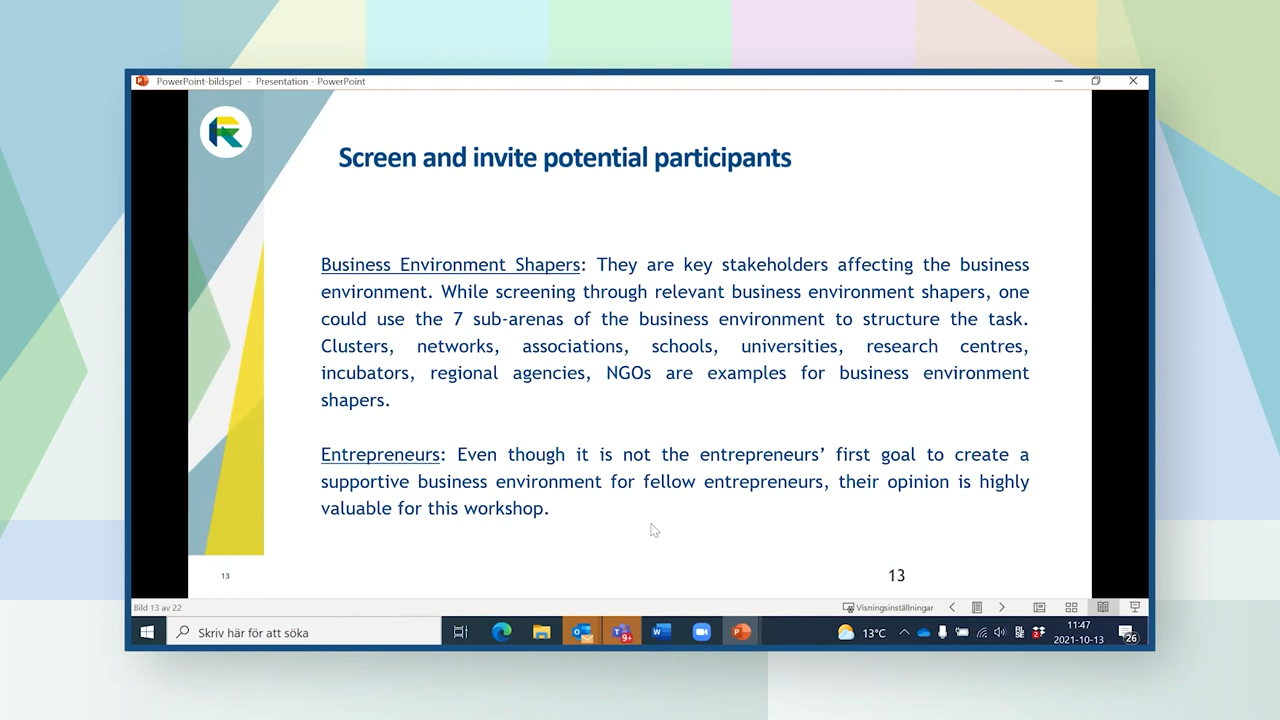 PowerPoint-bildspel - Presentation - PowerPoint
Screen and invite potential participants
Business Environment Shapers: They are key stakeholders affecting the business
environment. While screening through relevant business environment shapers, one
could use the 7 sub-arenas of the business environment to structure the task.
Clusters, networks, associations, schools, universities, research centres,
incubators, regional agencies, NGOs are examples for business environment
shapers.
Entrepreneurs: Even though it is not the entrepreneurs’ first goal to create a
supportive business environment for fellow entrepreneurs, their opinion is highly
valuable for this workshop.
13
13
Bild 13 av 22
Visningsinställningar
Skriv här för att söka
9+
13°C
11:47
2021-10-13
26